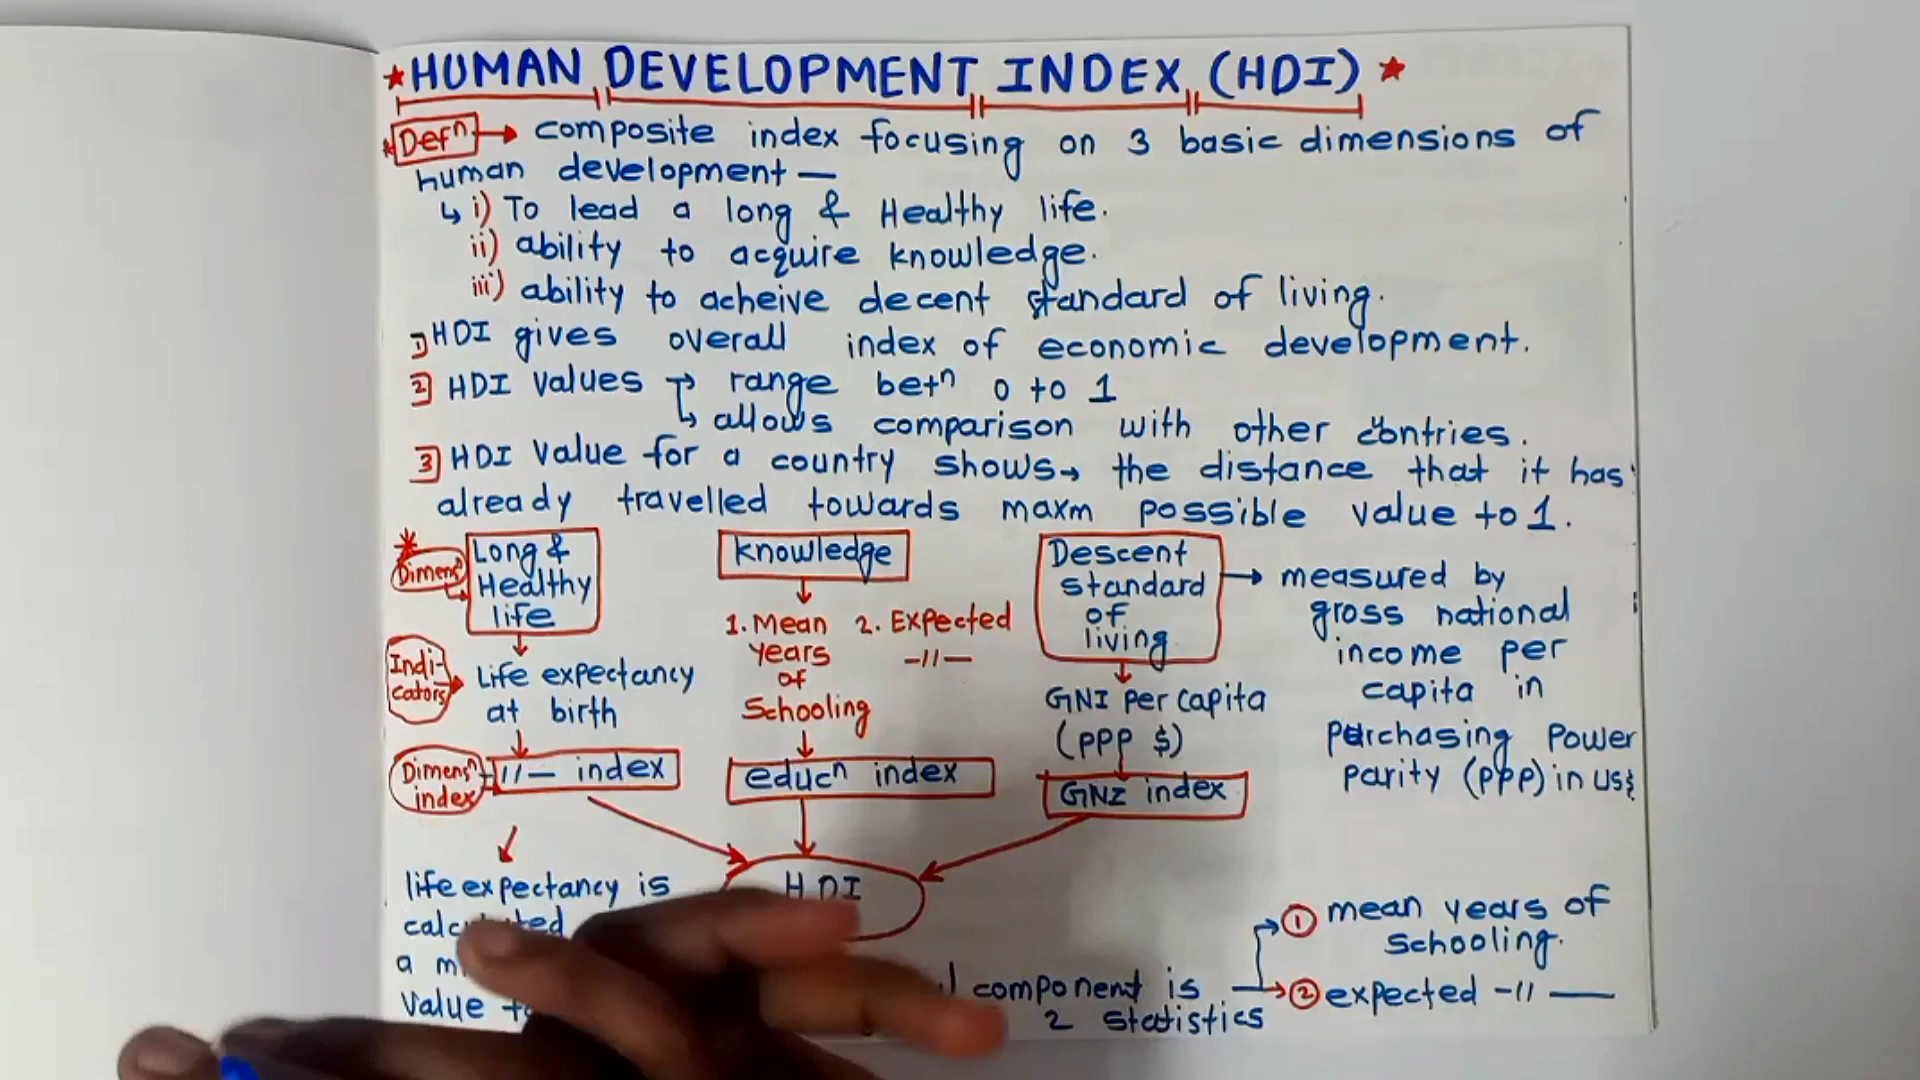 HUMAN DEVELOPMENT INDEX (HDI)
Defⁿ → composite index focusing on 3 basic dimensions of
human development —
↳ i) To lead a long & Healthy life.
ii) ability to acquire knowledge.
iii) ability to acheive decent standard of living.
1) HDI gives overall index of economic development.
2 HDI values → range betⁿ 0 to 1
↳ allows comparison with other contries.
3 HDI value for a country shows → the distance that it has
already travelled towards maxm possible value to 1.
Dimensⁿ
Long &
Healthy
life
knowledge
Descent
standard
of
living
→ measured by
gross national
income per
capita in
Purchasing Power
parity (PPP) in US$
Indi-
cators
Life expectancy
at birth
1. Mean
years
of
Schooling
2. Expected
-11-
GNI per capita
(PPP $)
Dimensⁿ
index
-11- index
educⁿ index
GNI index
HDI
life expectancy is
a
value
component is
2 statistics
→ 1 mean years of
schooling.
→ 2 expected -11-